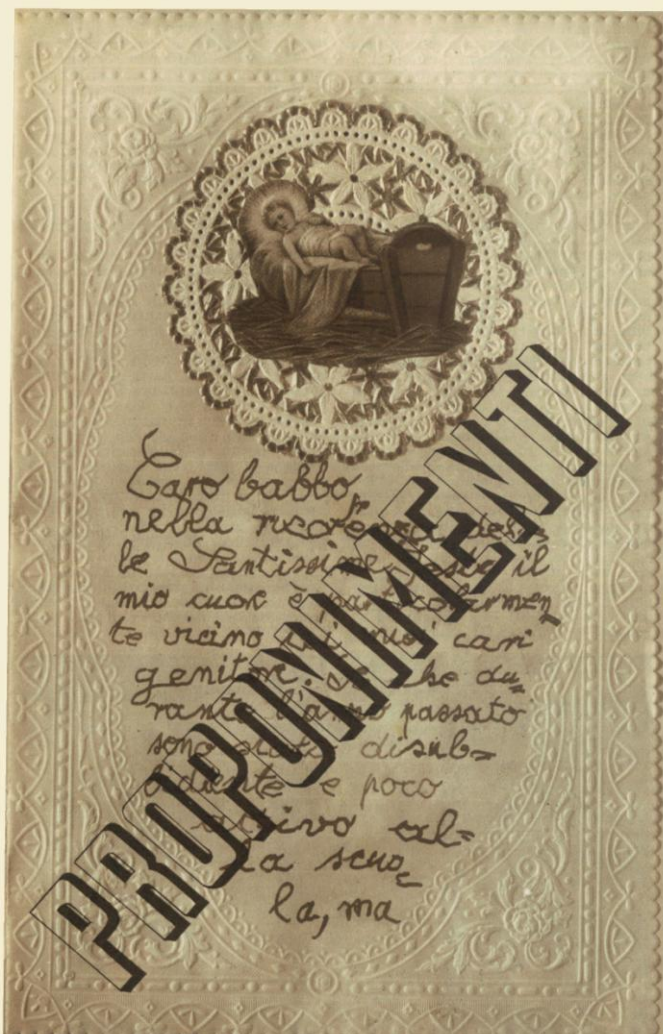 Caro babbo,
nella ricorrenza del=
le Santissime Feste il
mio cuor è particolarmen=
te vicino ai miei cari
genitori. So che du=
rante l'anno passato
sono stato disub=
bidiente e poco
attivo al=
la scuo=
la, ma
PROPONIMENTI